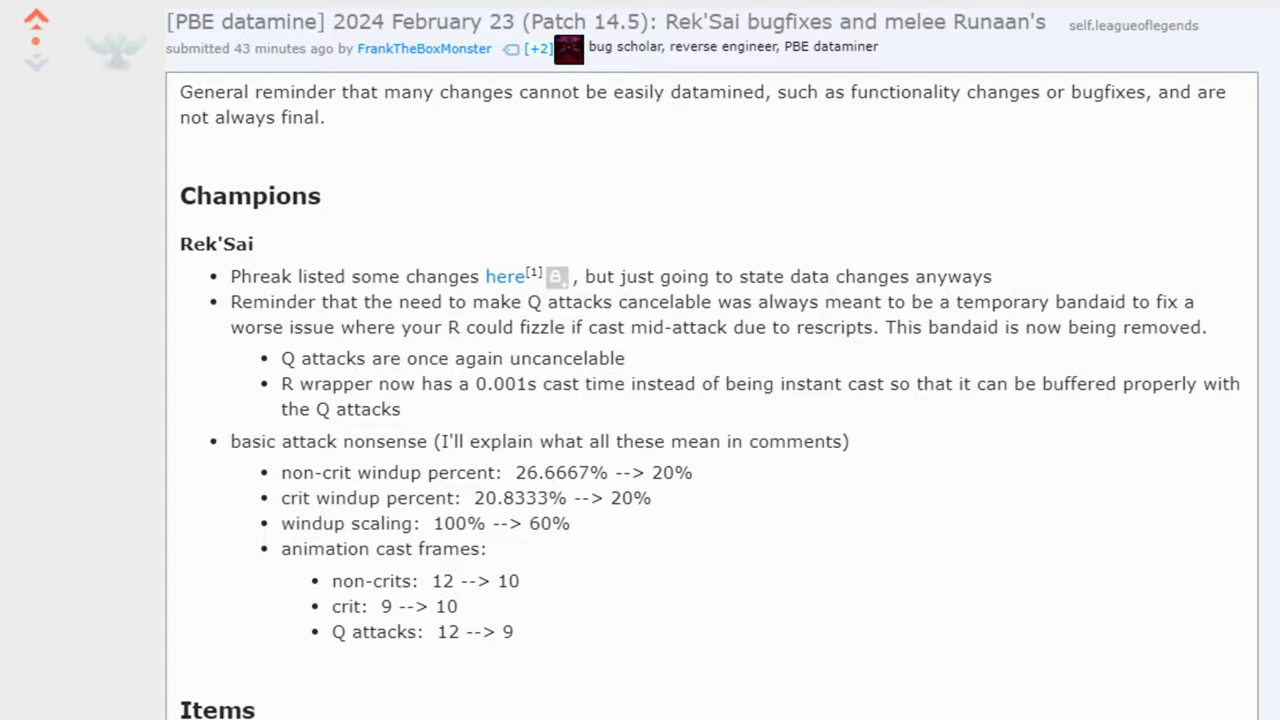 [PBE datamine] 2024 February 23 (Patch 14.5): Rek'Sai bugfixes and melee Runaan's self.leagueoflegends
submitted 43 minutes ago by FrankTheBoxMonster [+2] bug scholar, reverse engineer, PBE dataminer
General reminder that many changes cannot be easily datamined, such as functionality changes or bugfixes, and are
not always final.
Champions
Rek'Sai
• Phreak listed some changes here[1] , but just going to state data changes anyways
• Reminder that the need to make Q attacks cancelable was always meant to be a temporary bandaid to fix a
worse issue where your R could fizzle if cast mid-attack due to rescripts. This bandaid is now being removed.
• Q attacks are once again uncancelable
• R wrapper now has a 0.001s cast time instead of being instant cast so that it can be buffered properly with
the Q attacks
• basic attack nonsense (I'll explain what all these mean in comments)
• non-crit windup percent: 26.6667% --> 20%
• crit windup percent: 20.8333% --> 20%
• windup scaling: 100% --> 60%
• animation cast frames:
• non-crits: 12 --> 10
• crit: 9 --> 10
• Q attacks: 12 --> 9
Items